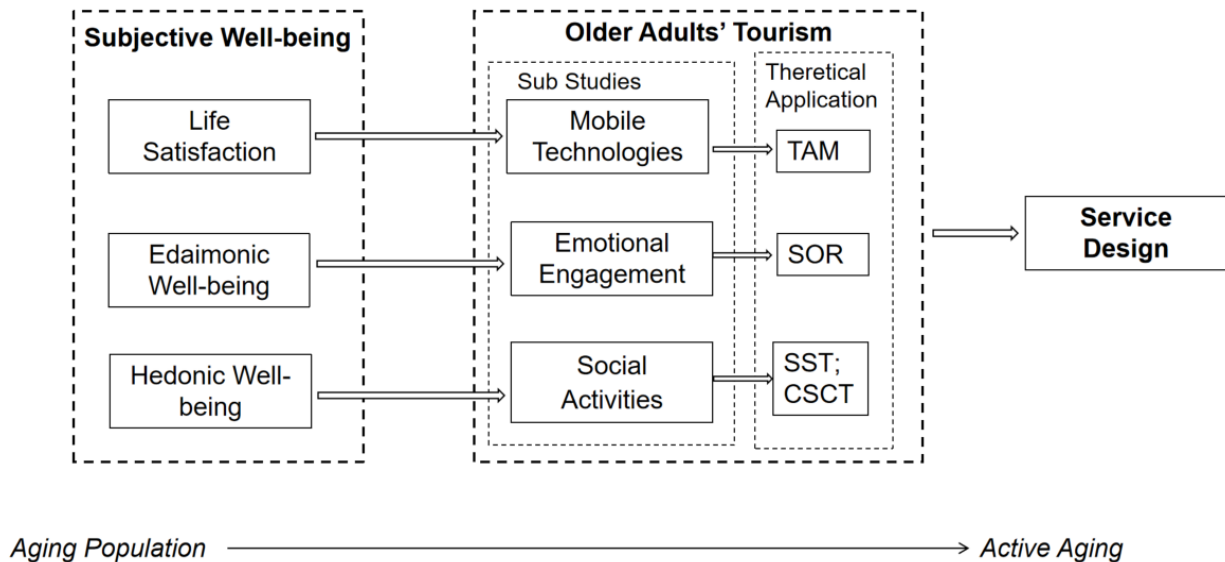 Subjective Well-being
Life
Satisfaction
Edaimonic
Well-being
Hedonic Well-
being
Older Adults' Tourism
Sub Studies
Mobile
Technologies
Emotional
Engagement
Social
Activities
Theretical
Application
TAM
SOR
SST;
CSCT
Service
Design
Aging Population
Active Aging